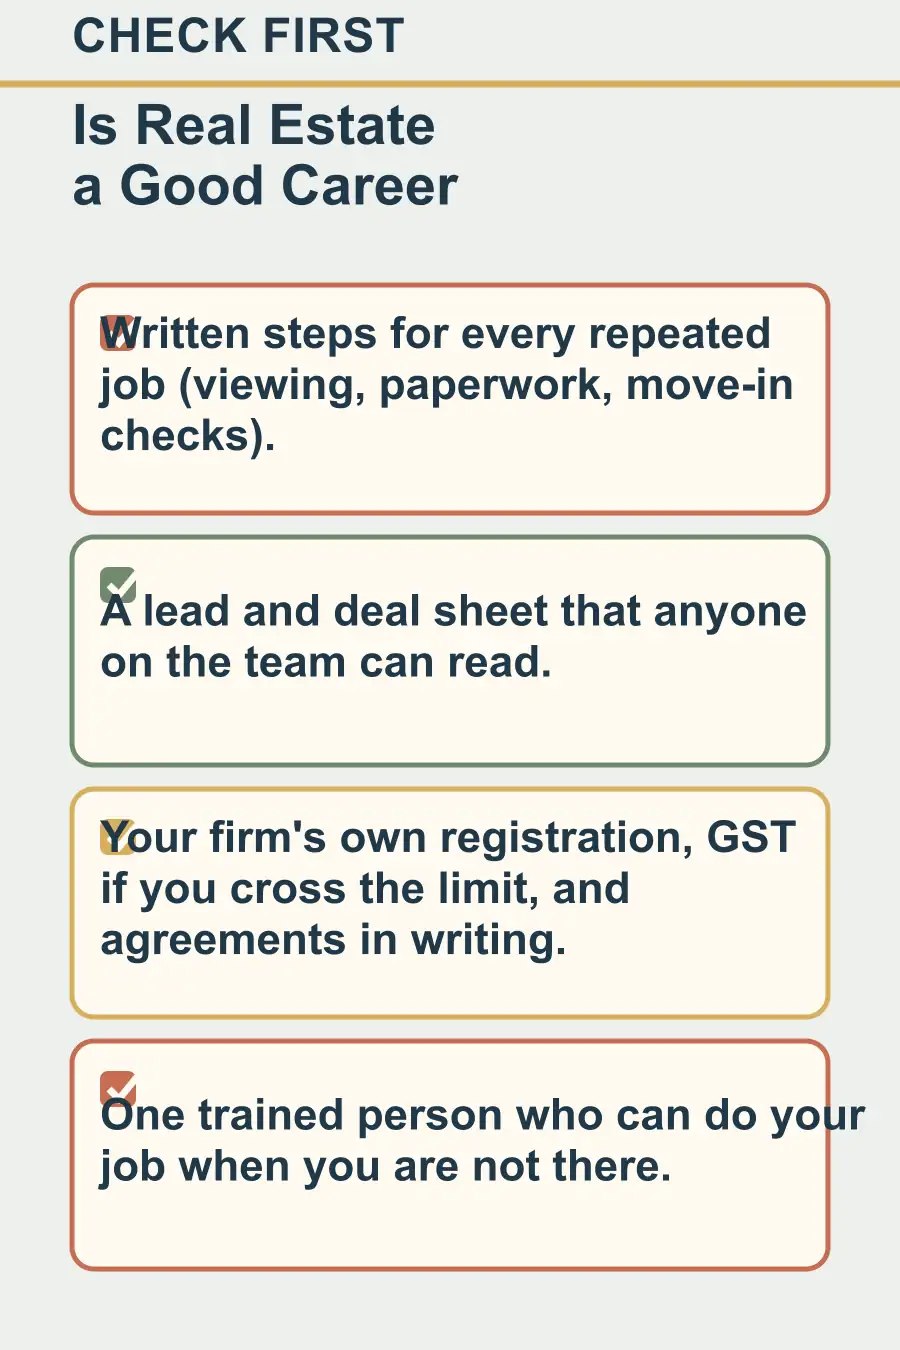 CHECK FIRST
Is Real Estate
a Good Career
Written steps for every repeated
job (viewing, paperwork, move-in
checks).
A lead and deal sheet that anyone
on the team can read.
Your firm's own registration, GST
if you cross the limit, and
agreements in writing.
One trained person who can do your
job when you are not there.